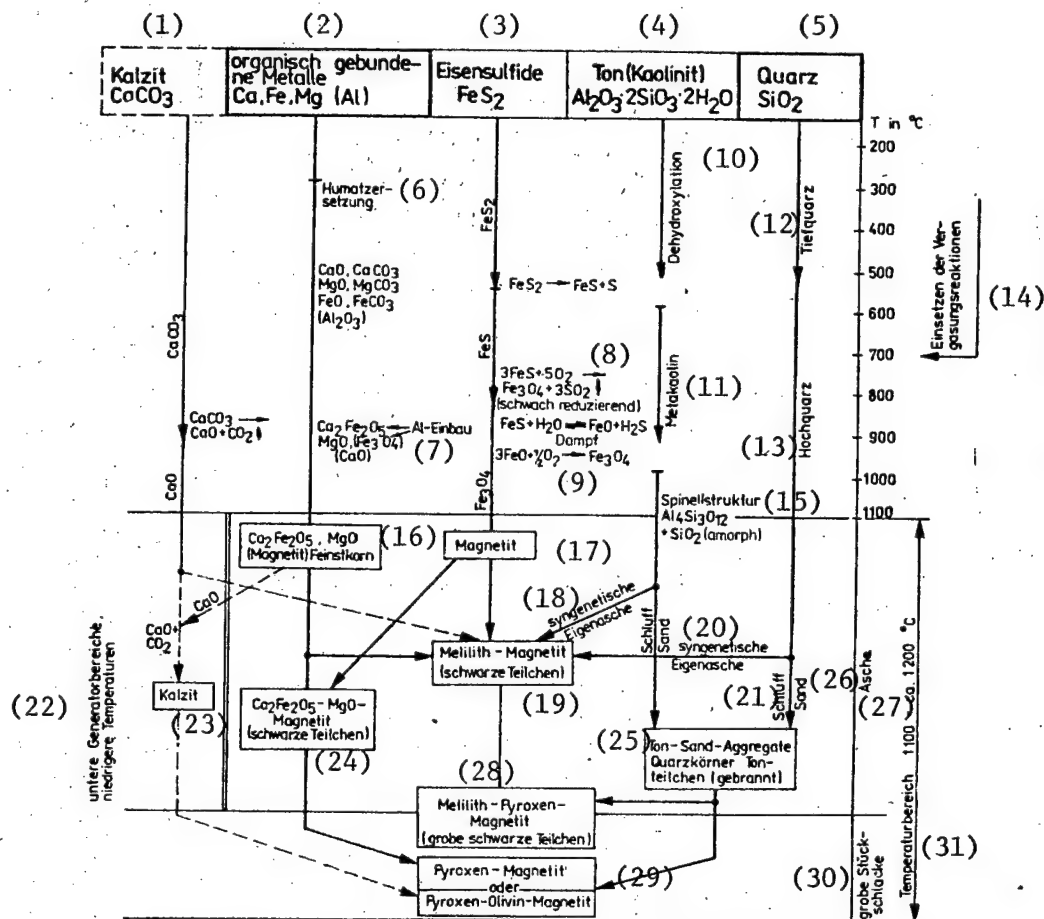 (1) (2) (3) (4) (5)
Kalzit
CaCO3
organisch gebunde-
ne Metalle
Ca, Fe, Mg (Al)
Eisensulfide
FeS2
Ton (Kaolinit)
Al2O3·2SiO3·2H2O
Quarz
SiO2
T in °C
200
300
400
500
600
700
800
900
1000
1100
(10)
Dehydroxylation
Humatzer-
setzung
(6)
FeS2
(12)
Tiefquarz
CaO, CaCO3
MgO, MgCO3
FeO, FeCO3
(Al2O3)
FeS2 → FeS+S
Einsetzen der Ver-
gasungsreaktionen
(14)
CaCO3
FeS
(8)
3FeS+5O2 →
Fe3O4+3SO2
(schwach reduzierend)
Metakaolin
(11)
CaCO3 →
CaO+CO2
Ca2Fe2O5 ← Al-Einbau
MgO, (Fe3O4)
(CaO)
(7)
FeS+H2O ⇌ FeO+H2S
Dampf
3FeO+½O2 → Fe3O4
(9)
(13)
Hochquarz
CaO
Fe3O4
Spinellstruktur
Al4Si3O12
+ SiO2 (amorph)
(15)
Ca2Fe2O5, MgO
(Magnetit) Feinstkorn
(16)
Magnetit
(17)
CaO
(18)
syngenetische
Eigenasche
CaO+
CO2
Schluff
Sand
(20)
syngenetische
Eigenasche
Melilith-Magnetit
(schwarze Teilchen)
(19)
(21)
Schluff
Sand
(26)
Asche
(27)
untere Generatorbereiche,
niedrigere Temperaturen
(22)
Kalzit
(23)
Ca2Fe2O5-MgO-
Magnetit
(schwarze Teilchen)
(24)
(25)
Ton-Sand-Aggregate
Quarzkörner Ton-
teilchen (gebrannt)
(28)
Melilith-Pyroxen-
Magnetit
(grobe schwarze Teilchen)
Temperaturbereich 1100 – ca. 1200 °C
(31)
Pyroxen-Magnetit
oder
Pyroxen-Olivin-Magnetit
(29)
(30)
grobe Stück-
schlacke